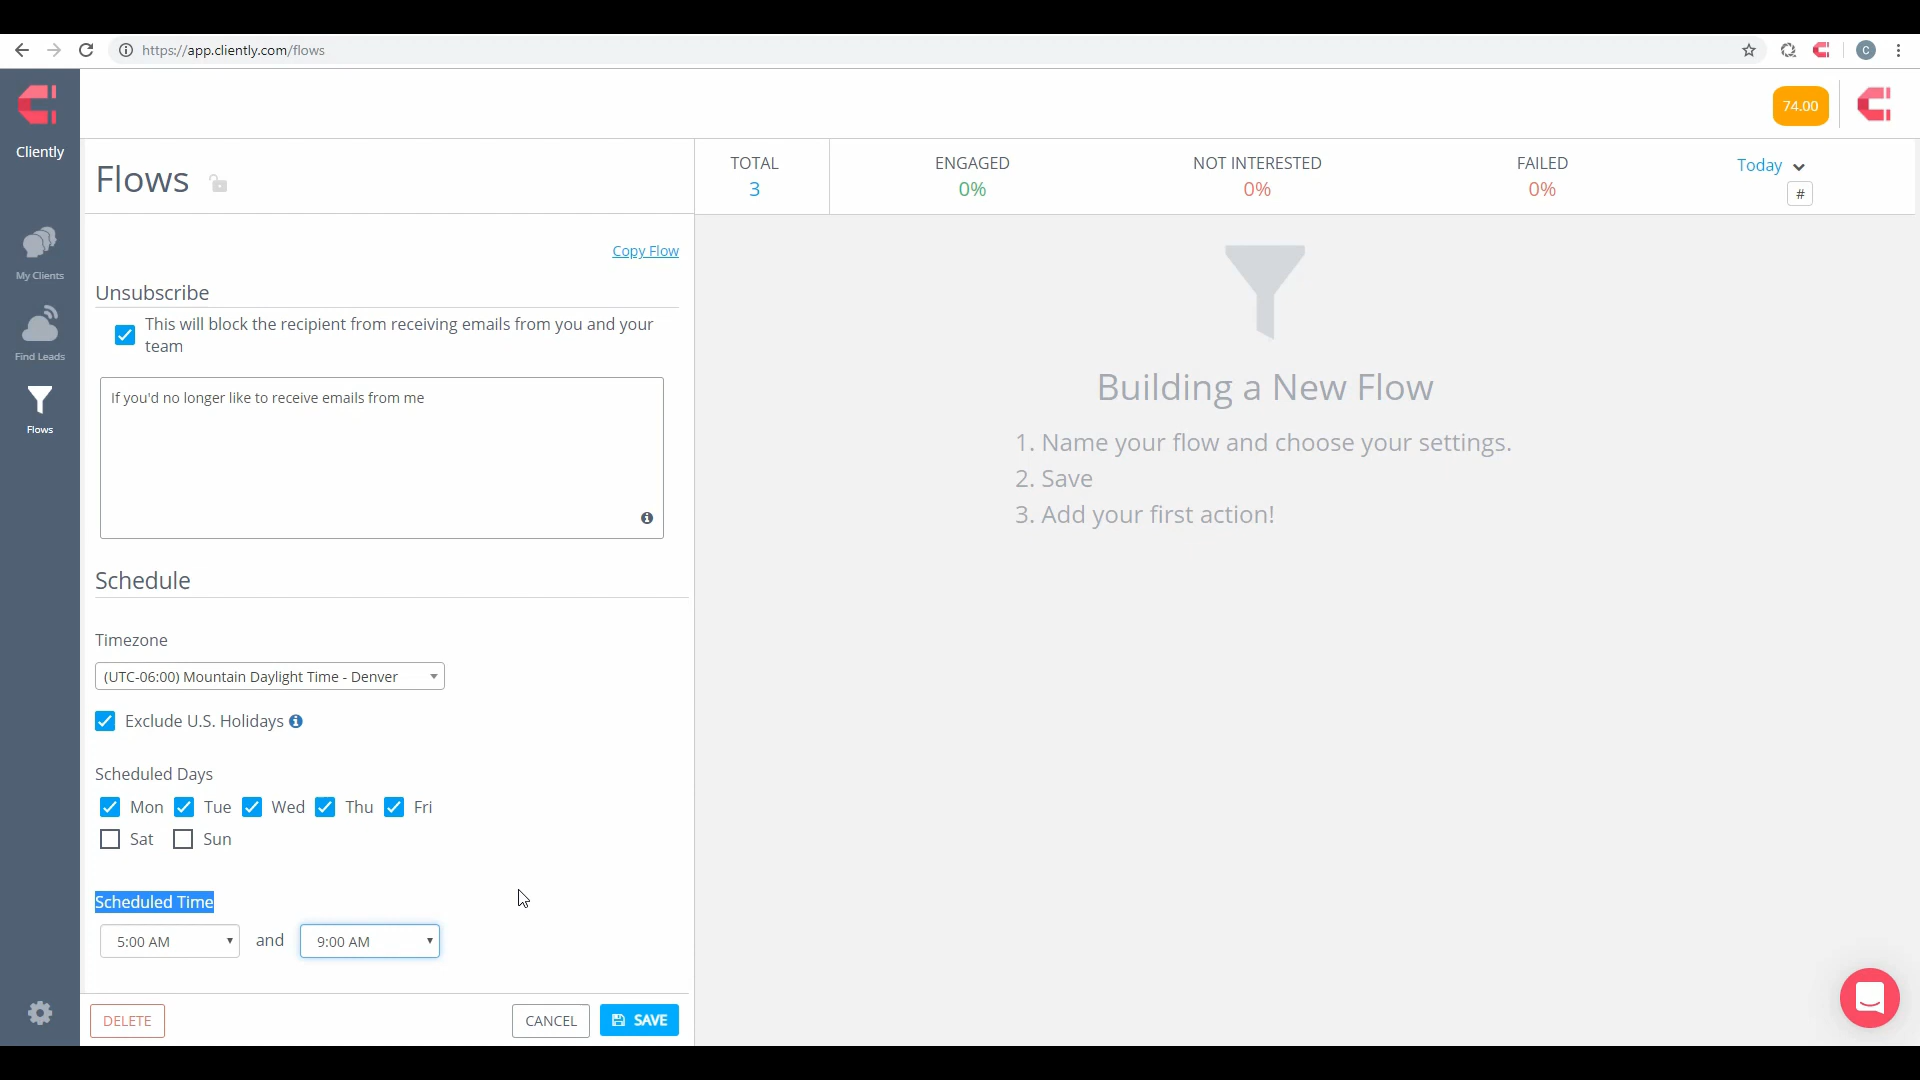 https://app.cliently.com/flows
C
Cliently
74.00
Flows
TOTAL
3
ENGAGED
0%
NOT INTERESTED
0%
FAILED
0%
Today
#
My Clients
Find Leads
Flows
Copy Flow
Unsubscribe
This will block the recipient from receiving emails from you and your
team
If you'd no longer like to receive emails from me
Schedule
Timezone
(UTC-06:00) Mountain Daylight Time - Denver
Exclude U.S. Holidays
Scheduled Days
Mon Tue Wed Thu Fri
Sat Sun
Scheduled Time
5:00 AM and 9:00 AM
DELETE CANCEL SAVE
Building a New Flow
1. Name your flow and choose your settings.
2. Save
3. Add your first action!